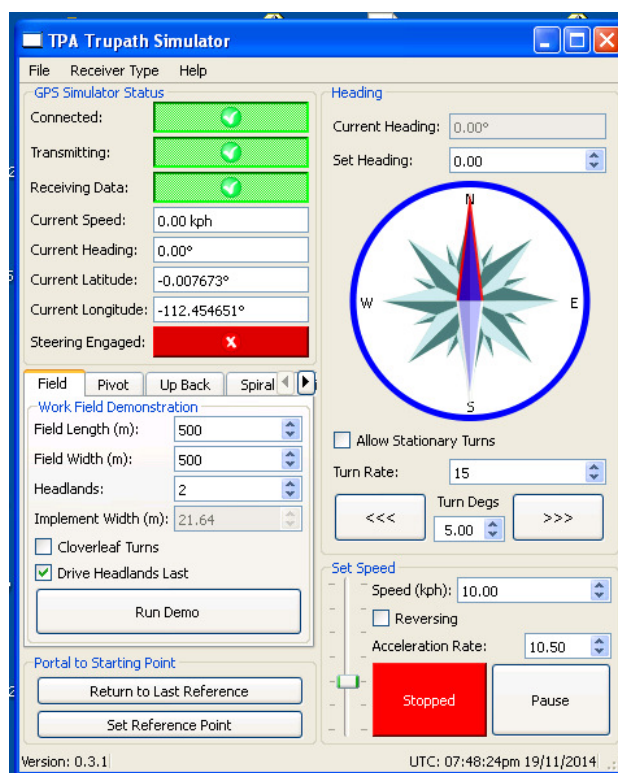 TPA Trupath Simulator
File Receiver Type Help
GPS Simulator Status
Connected:
Transmitting:
Receiving Data:
Current Speed: 0.00 kph
Current Heading: 0.00°
Current Latitude: -0.007673°
Current Longitude: -112.454651°
Steering Engaged:
Field Pivot Up Back Spiral
Work Field Demonstration
Field Length (m): 500
Field Width (m): 500
Headlands: 2
Implement Width (m): 21.64
Cloverleaf Turns
Drive Headlands Last
Run Demo
Portal to Starting Point
Return to Last Reference
Set Reference Point
Heading
Current Heading: 0.00°
Set Heading: 0.00
N
W E
S
Allow Stationary Turns
Turn Rate: 15
Turn Degs
<<< 5.00 >>>
Set Speed
Speed (kph): 10.00
Reversing
Acceleration Rate: 10.50
Stopped Pause
Version: 0.3.1 UTC: 07:48:24pm 19/11/2014